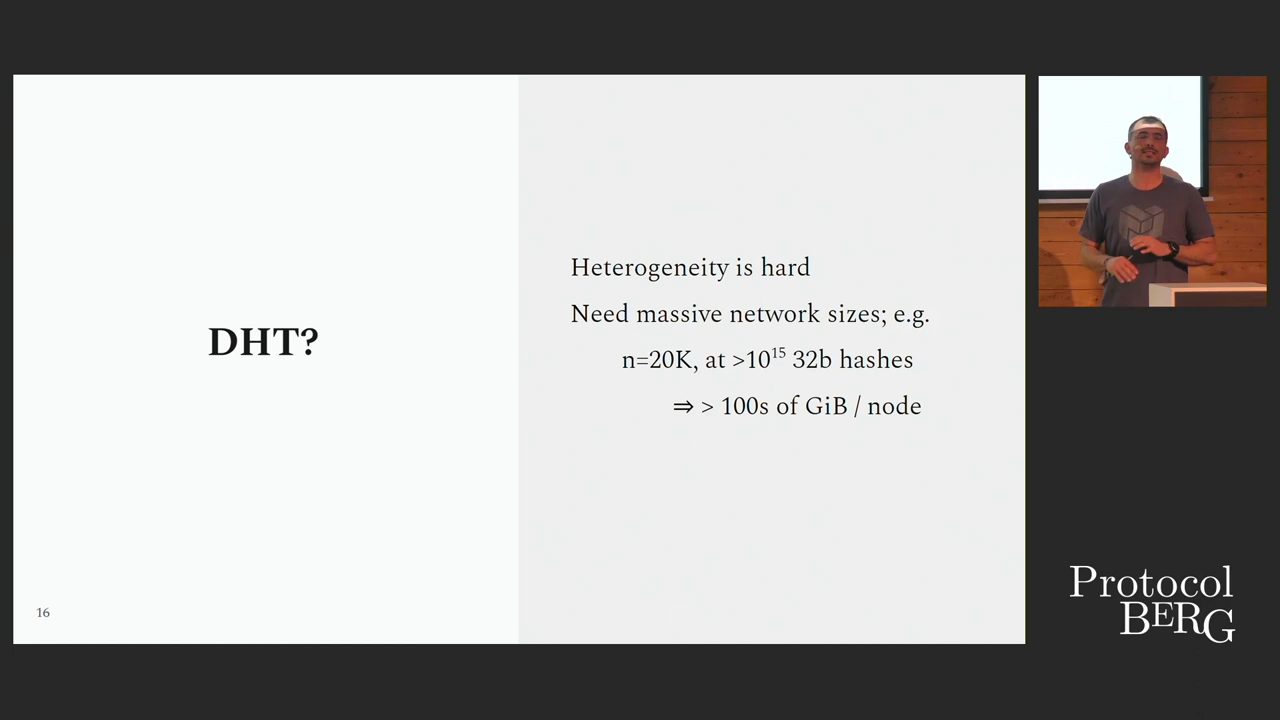 DHT?
Heterogeneity is hard
Need massive network sizes; e.g.
n=20K, at >10¹⁵ 32b hashes
⇒ > 100s of GiB / node
16
Protocol
BERG